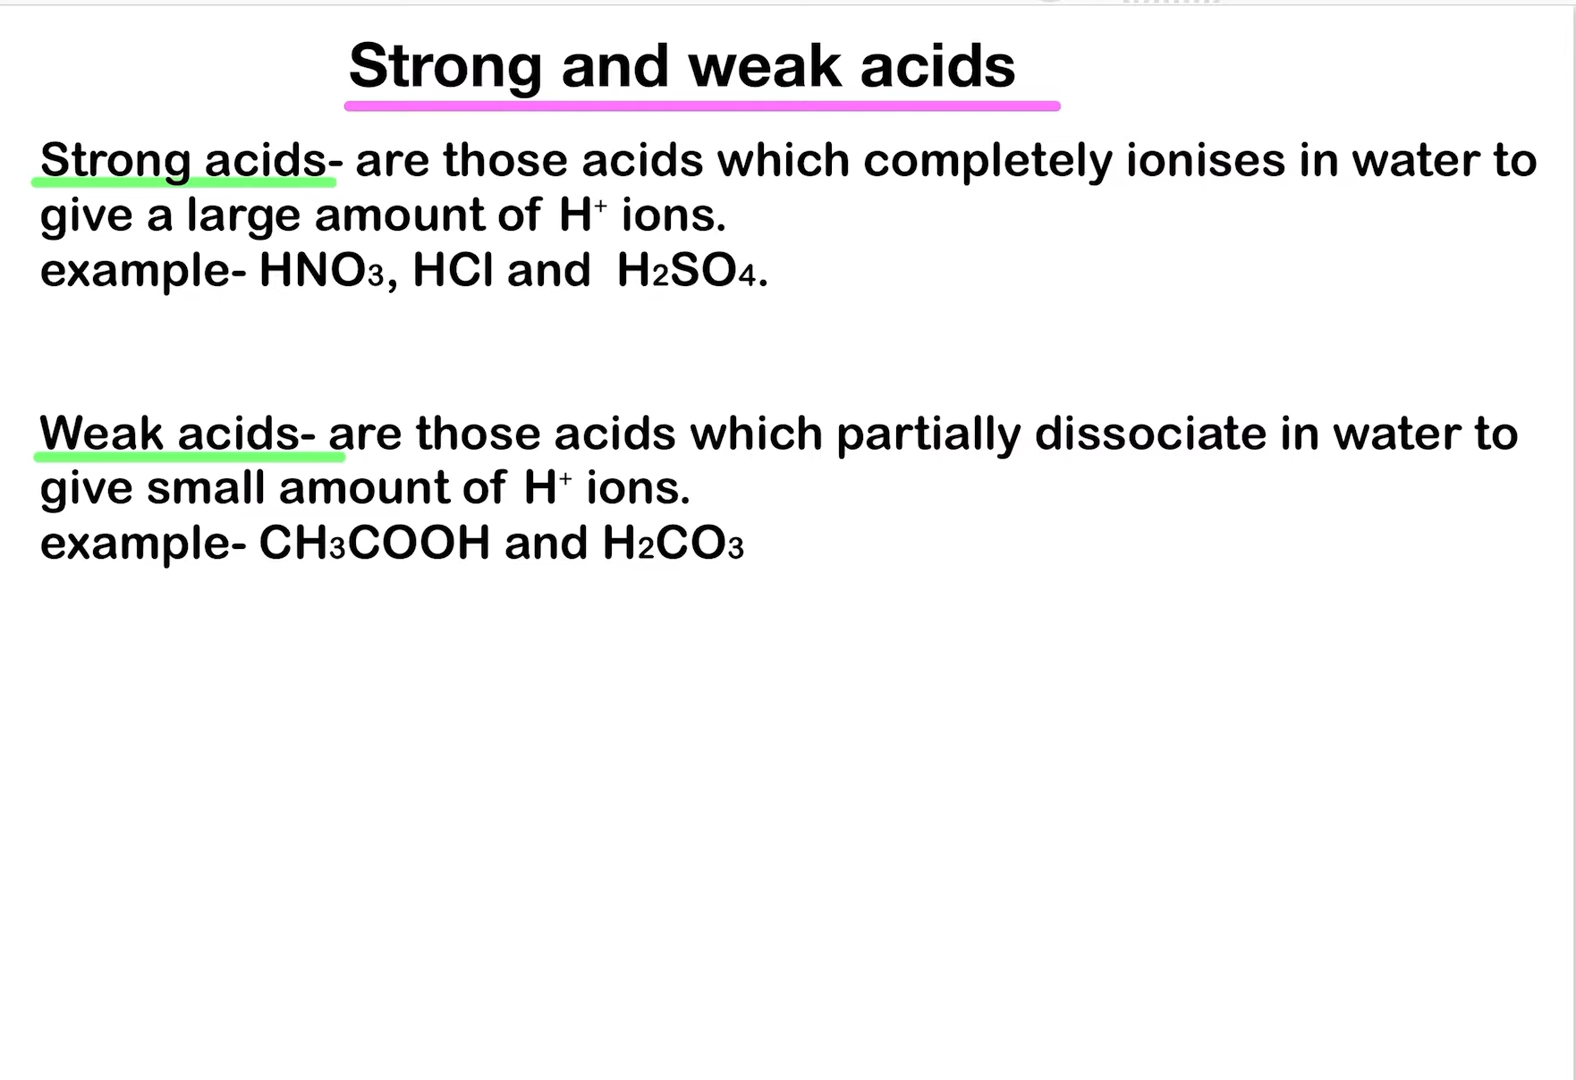 Strong and weak acids
Strong acids- are those acids which completely ionises in water to
give a large amount of H⁺ ions.
example- HNO₃, HCl and H₂SO₄.
Weak acids- are those acids which partially dissociate in water to
give small amount of H⁺ ions.
example- CH₃COOH and H₂CO₃